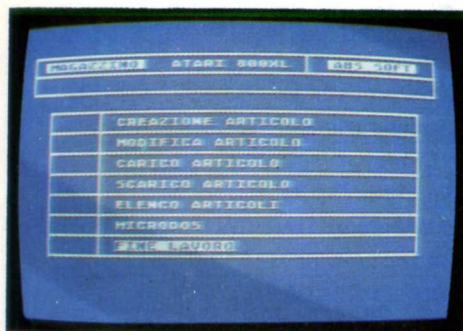 MAGAZZINO ATARI 800XL ABS SOFT
CREAZIONE ARTICOLO
MODIFICA ARTICOLO
CARICO ARTICOLO
SCARICO ARTICOLO
ELENCO ARTICOLI
MICRODOS
FINE LAVORO